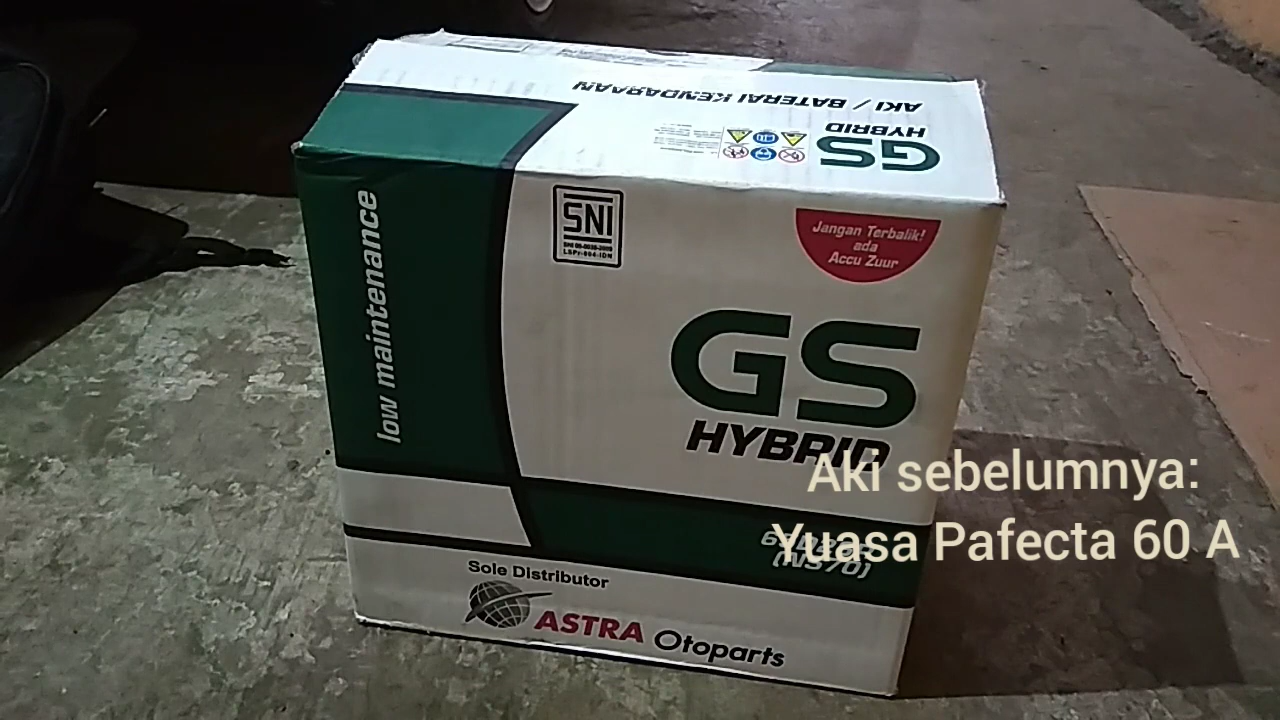 AKI / BATERAI KENDARAAN
GS
HYBRID
low maintenance
SNI
Jangan Terbalik!
ada
Accu Zuur
GS
HYBRID
(NS70)
Aki sebelumnya:
Yuasa Pafecta 60 A
Sole Distributor
ASTRA Otoparts